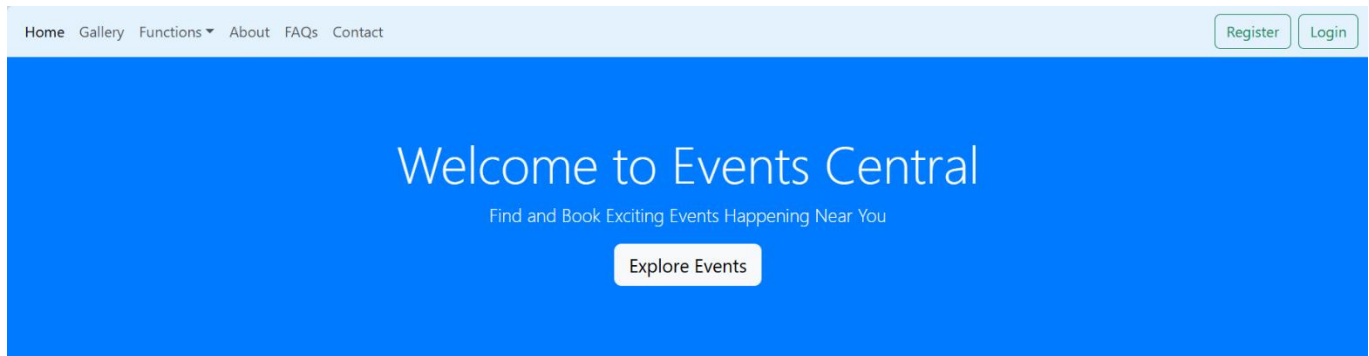 Home Gallery Functions About FAQs Contact Register Login
Welcome to Events Central
Find and Book Exciting Events Happening Near You
Explore Events